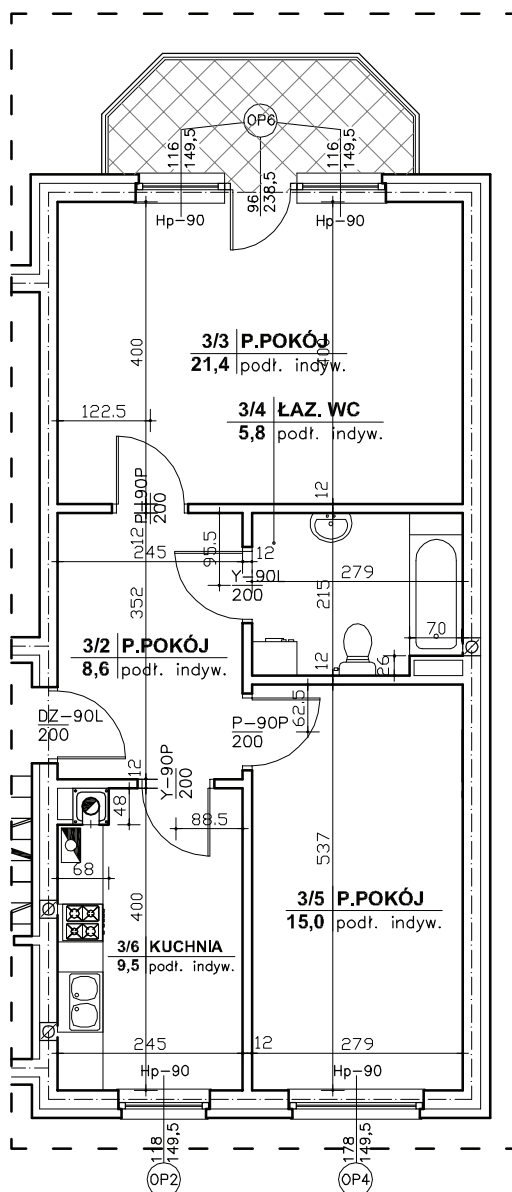 OP6
116
149,5
116
149,5
96
238,5
Hp-90
Hp-90
3/3 P.POKÓJ
21,4 podł. indyw.
400
400
3/4 ŁAZ. WC
5,8 podł. indyw.
122.5
P-90P
200
12
12
245
95.5
12
279
Y-90L
200
215
352
70
3/2 P.POKÓJ
8,6 podł. indyw.
12
26
DZ-90L
200
P-90P
200
62.5
12
Y-90P
200
48
88.5
537
68
400
3/5 P.POKÓJ
15,0 podł. indyw.
3/6 KUCHNIA
9,5 podł. indyw.
245
12
279
Hp-90
Hp-90
118
149,5
178
149,5
OP2
OP4